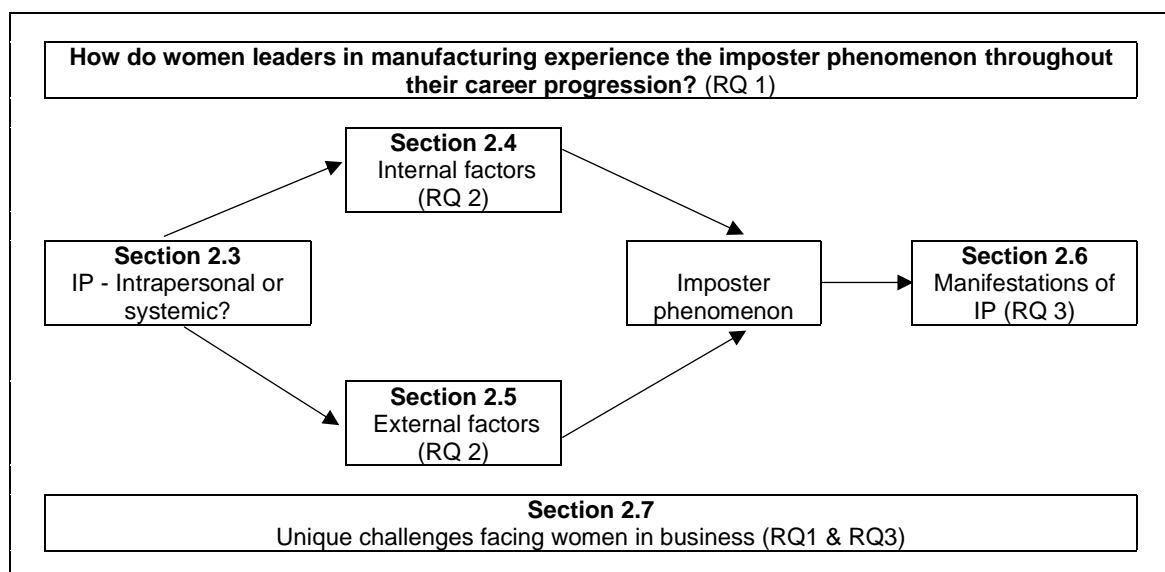 How do women leaders in manufacturing experience the imposter phenomenon throughout
their career progression? (RQ 1)
Section 2.4
Internal factors
(RQ 2)
Section 2.3
IP - Intrapersonal or
systemic?
Imposter
phenomenon
Section 2.6
Manifestations of
IP (RQ 3)
Section 2.5
External factors
(RQ 2)
Section 2.7
Unique challenges facing women in business (RQ1 & RQ3)